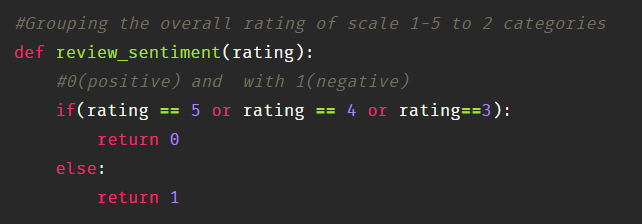 #Grouping the overall rating of scale 1-5 to 2 categories
def review_sentiment(rating):
    #0(positive) and  with 1(negative)
    if(rating == 5 or rating == 4 or rating==3):
        return 0
    else:
        return 1